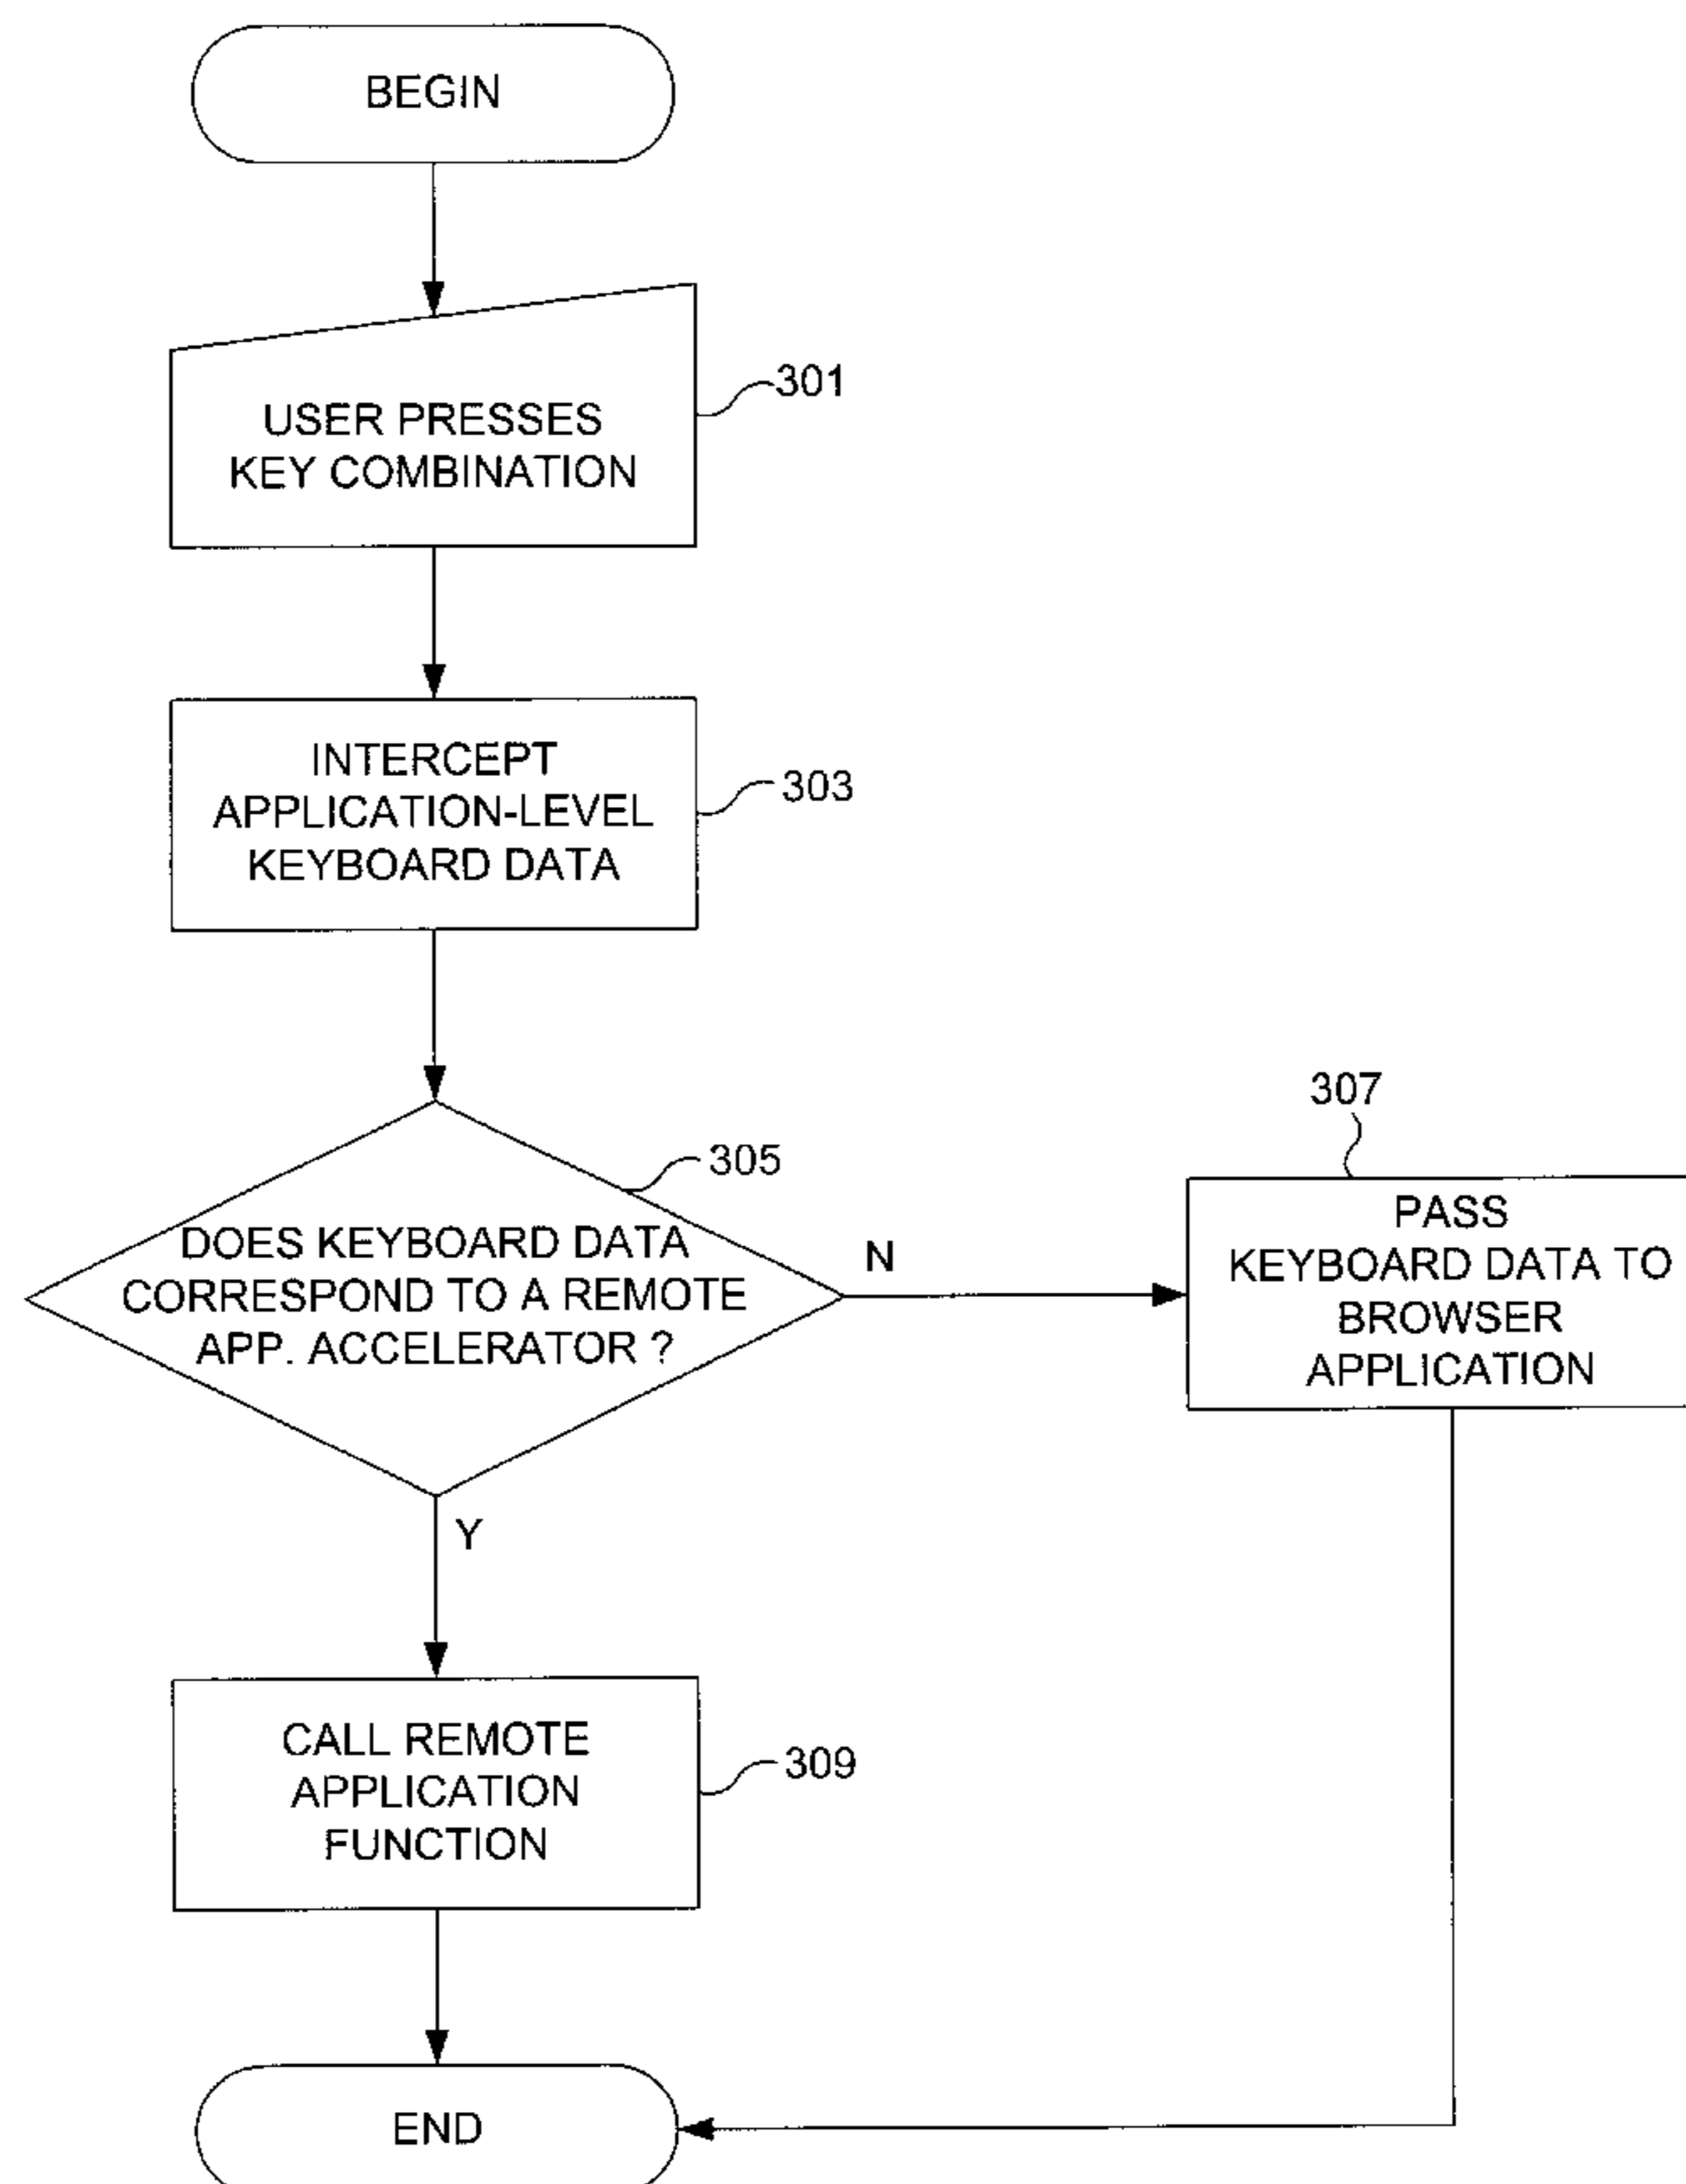 BEGIN
USER PRESSES
KEY COMBINATION
301
INTERCEPT
APPLICATION-LEVEL
KEYBOARD DATA
303
DOES KEYBOARD DATA
CORRESPOND TO A REMOTE
APP. ACCELERATOR ?
305
N
307
PASS
KEYBOARD DATA TO
BROWSER
APPLICATION
Y
CALL REMOTE
APPLICATION
FUNCTION
309
END